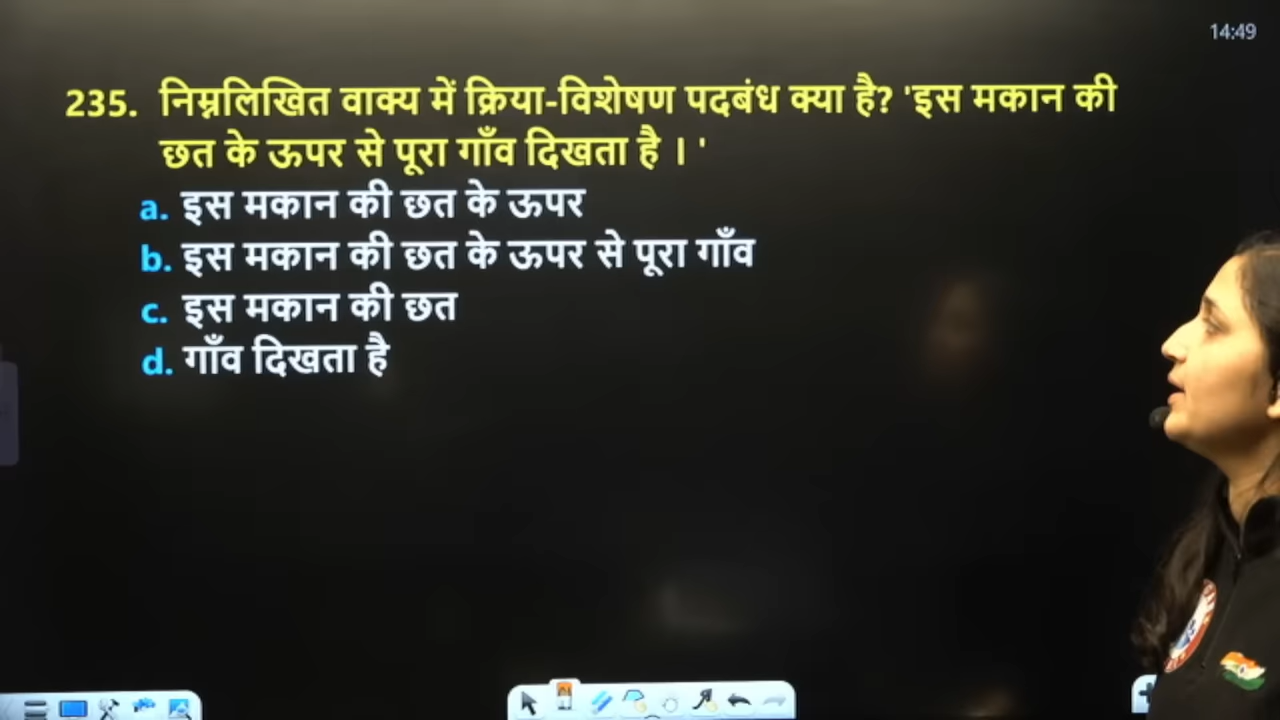 14:49
235. निम्नलिखित वाक्य में क्रिया-विशेषण पदबंध क्या है? 'इस मकान की
छत के ऊपर से पूरा गाँव दिखता है । '
a. इस मकान की छत के ऊपर
b. इस मकान की छत के ऊपर से पूरा गाँव
c. इस मकान की छत
d. गाँव दिखता है